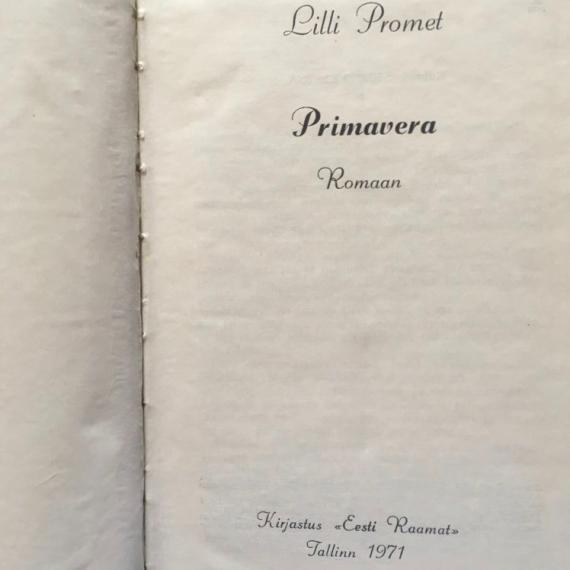 Lilli Promet
Primavera
Romaan
Kirjastus «Eesti Raamat»
Tallinn 1971